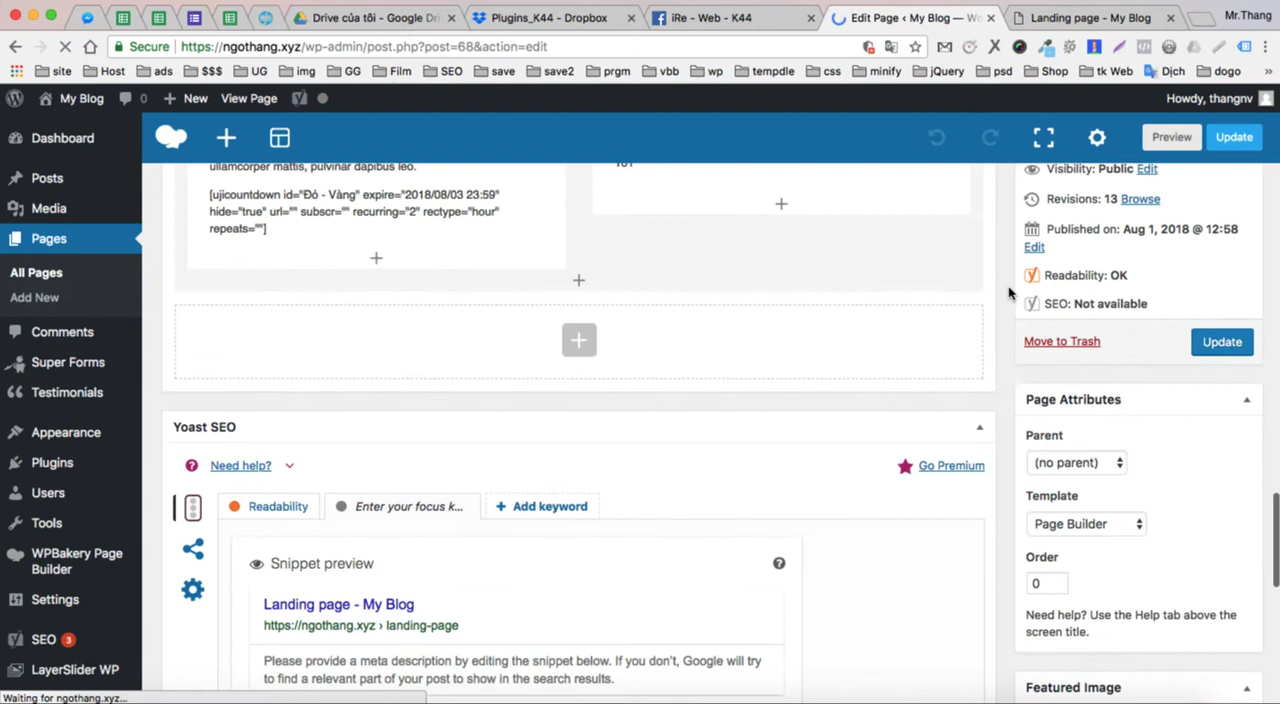 Drive của tôi - Google Dri
Plugins_K44 - Dropbox
iRe - Web - K44
Edit Page ‹ My Blog — W
Landing page - My Blog
Mr.Thang
Secure
https://ngothang.xyz/wp-admin/post.php?post=68&action=edit
site
Host
ads
$$$
UG
img
GG
Film
SEO
save
save2
prgm
vbb
wp
tempdle
css
minify
jQuery
psd
Shop
tk Web
Dịch
dogo
»
My Blog
0
New
View Page
Howdy, thangnv
Preview
Update
Dashboard
Posts
Media
Pages
All Pages
Add New
Comments
Super Forms
Testimonials
Appearance
Plugins
Users
Tools
WPBakery Page
Builder
Settings
SEO 3
LayerSlider WP
Waiting for ngothang.xyz...
ullamcorper mattis, pulvinar dapibus leo.
[ujicountdown id="Đỏ - Vàng" expire="2018/08/03 23:59"
hide="true" url="" subscr="" recurring="2" rectype="hour"
repeats=""]
Yoast SEO
Need help?
Go Premium
Readability
Enter your focus k...
Add keyword
Snippet preview
Landing page - My Blog
https://ngothang.xyz › landing-page
Please provide a meta description by editing the snippet below. If you don't, Google will try
to find a relevant part of your post to show in the search results.
Visibility: Public Edit
Revisions: 13 Browse
Published on: Aug 1, 2018 @ 12:58
Edit
Readability: OK
SEO: Not available
Move to Trash
Update
Page Attributes
Parent
(no parent)
Template
Page Builder
Order
0
Need help? Use the Help tab above the
screen title.
Featured Image